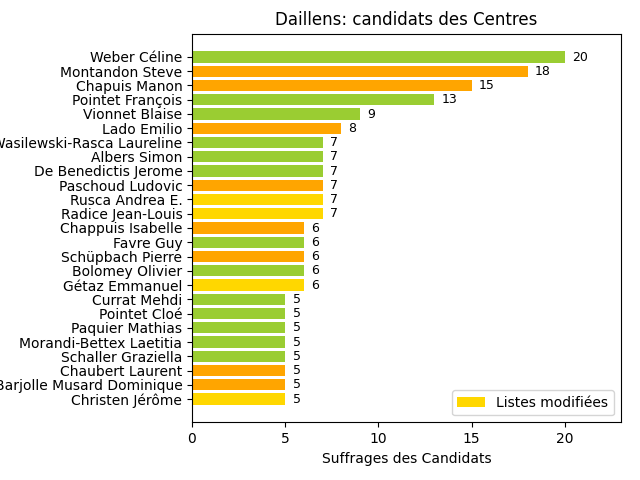 Daillens: candidats des Centres
Weber Céline 20
Montandon Steve 18
Chapuis Manon 15
Pointet François 13
Vionnet Blaise 9
Lado Emilio 8
Wasilewski-Rasca Laureline 7
Albers Simon 7
De Benedictis Jerome 7
Paschoud Ludovic 7
Rusca Andrea E. 7
Radice Jean-Louis 7
Chappuis Isabelle 6
Favre Guy 6
Schüpbach Pierre 6
Bolomey Olivier 6
Gétaz Emmanuel 6
Currat Mehdi 5
Pointet Cloé 5
Paquier Mathias 5
Morandi-Bettex Laetitia 5
Schaller Graziella 5
Chaubert Laurent 5
Barjolle Musard Dominique 5
Christen Jérôme 5
Listes modifiées
0 5 10 15 20
Suffrages des Candidats